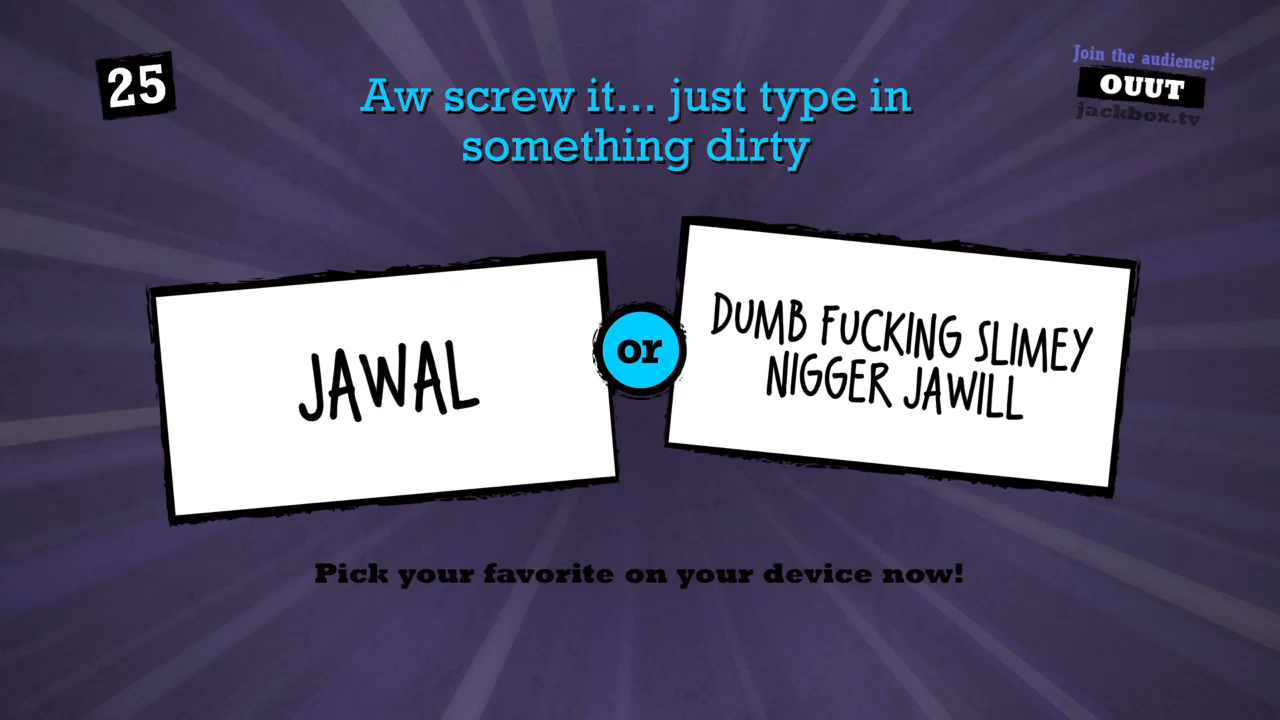 25
Aw screw it... just type in
something dirty
Join the audience!
OUUT
jackbox.tv
JAWAL
or
DUMB FUCKING SLIMEY
NIGGER JAWILL
Pick your favorite on your device now!